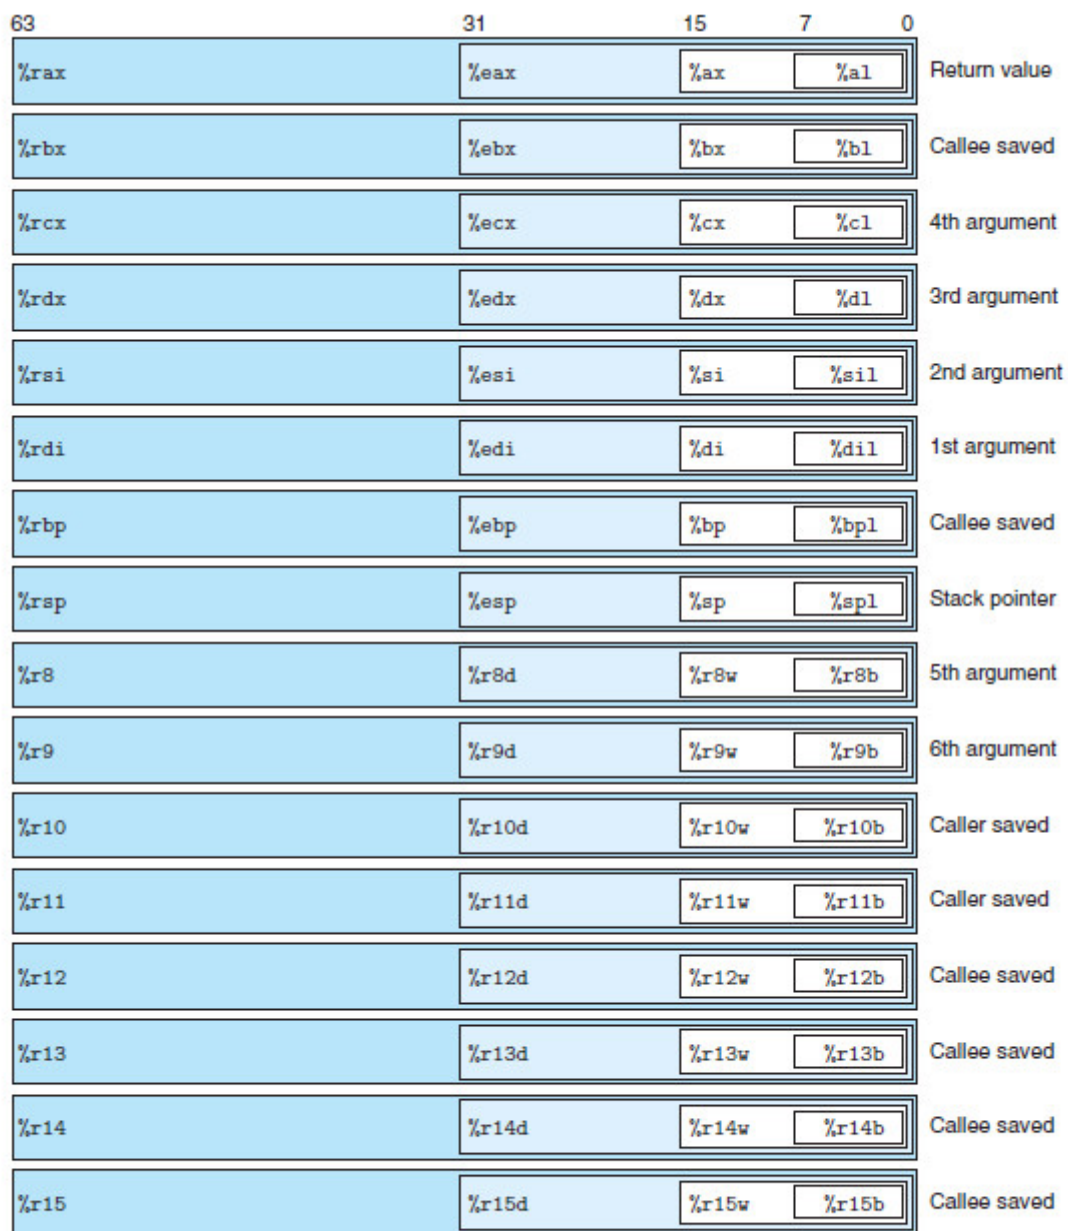 63 31 15 7 0
%rax %eax %ax %al Return value
%rbx %ebx %bx %bl Callee saved
%rcx %ecx %cx %cl 4th argument
%rdx %edx %dx %dl 3rd argument
%rsi %esi %si %sil 2nd argument
%rdi %edi %di %dil 1st argument
%rbp %ebp %bp %bpl Callee saved
%rsp %esp %sp %spl Stack pointer
%r8 %r8d %r8w %r8b 5th argument
%r9 %r9d %r9w %r9b 6th argument
%r10 %r10d %r10w %r10b Caller saved
%r11 %r11d %r11w %r11b Caller saved
%r12 %r12d %r12w %r12b Callee saved
%r13 %r13d %r13w %r13b Callee saved
%r14 %r14d %r14w %r14b Callee saved
%r15 %r15d %r15w %r15b Callee saved